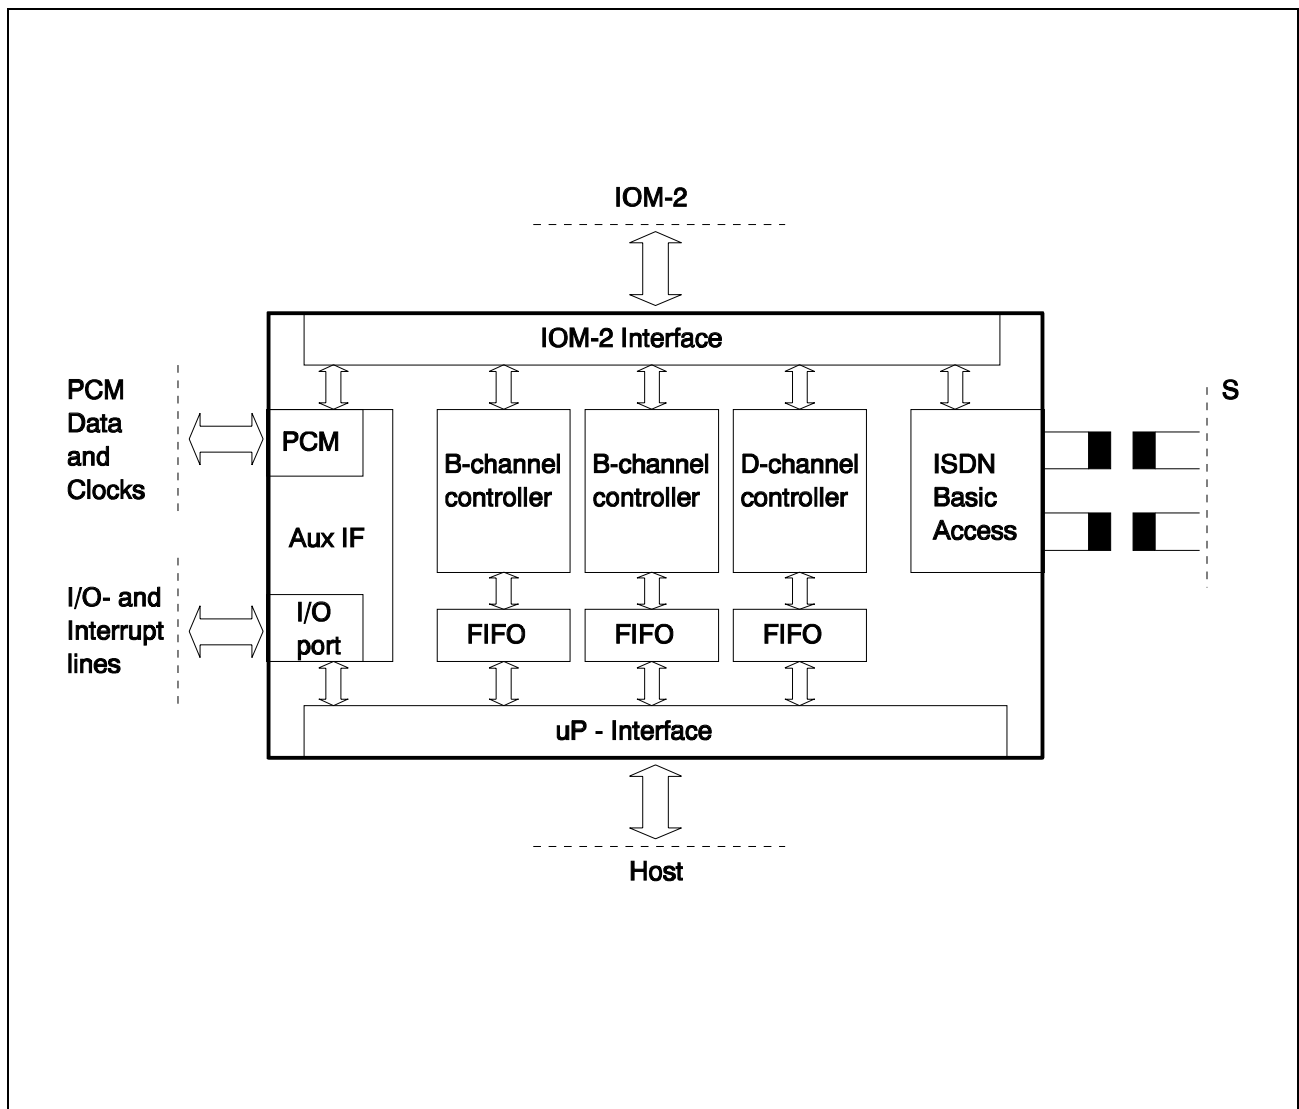 IOM-2
IOM-2 Interface
PCM
Data
and
Clocks
PCM
Aux IF
I/O- and
Interrupt
lines
I/O
port
B-channel
controller
B-channel
controller
D-channel
controller
ISDN
Basic
Access
S
FIFO
FIFO
FIFO
uP - Interface
Host